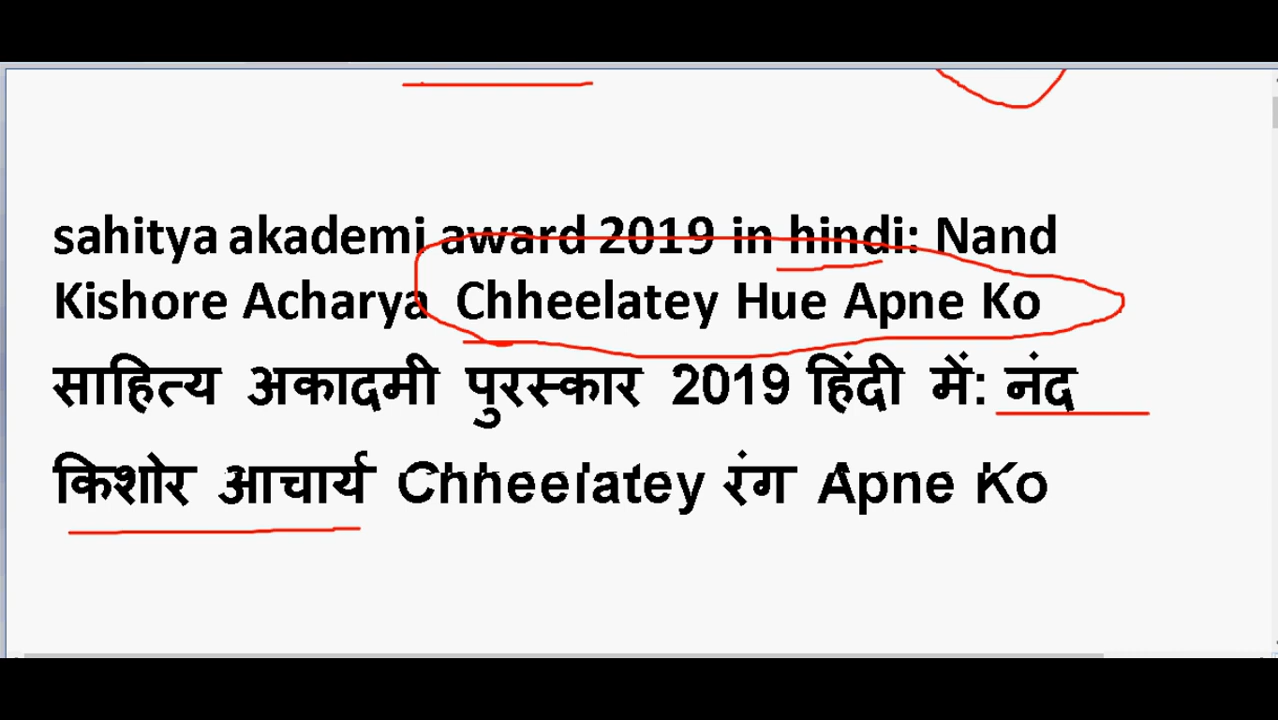 sahitya akademi award 2019 in hindi: Nand
Kishore Acharya Chheelatey Hue Apne Ko
साहित्य अकादमी पुरस्कार 2019 हिंदी में: नंद
किशोर आचार्य Chheelatey रंग Apne Ko